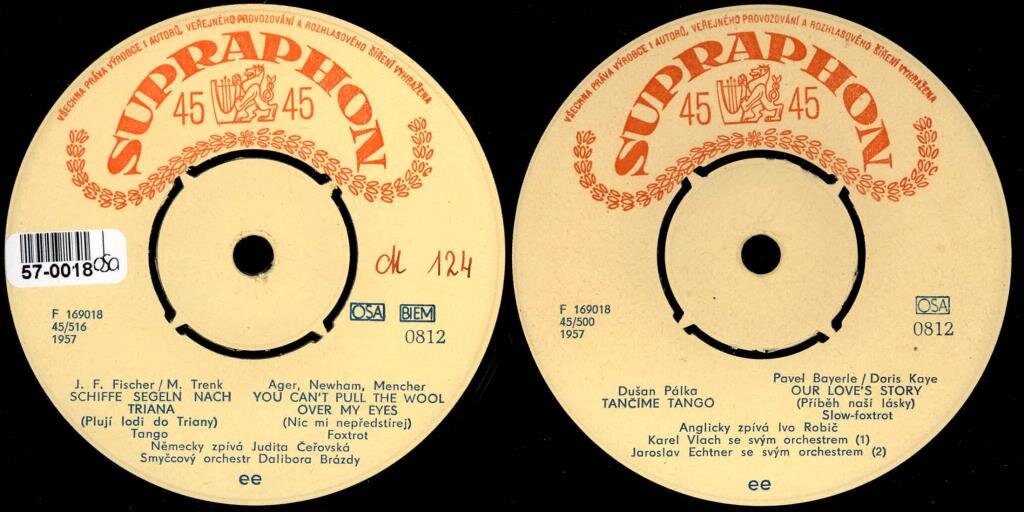 VŠECHNA PRÁVA VÝROBCE I AUTORŮ, VEŘEJNÉHO PROVOZOVÁNÍ A ROZHLASOVÉHO ŠÍŘENÍ VYHRAŽENA
SUPRAPHON
45 45
57-0018
osa
M 124
F 169018
45/516
1957
OSA BIEM
0812
J. F. Fischer/M. Trenk
SCHIFFE SEGELN NACH
TRIANA
(Plují lodi do Triany)
Tango
Ager, Newham, Mencher
YOU CAN'T PULL THE WOOL
OVER MY EYES
(Nic mi nepředstírej)
Foxtrot
Německy zpívá Judita Čeřovská
Smyčcový orchestr Dalibora Brázdy
ee
VŠECHNA PRÁVA VÝROBCE I AUTORŮ, VEŘEJNÉHO PROVOZOVÁNÍ A ROZHLASOVÉHO ŠÍŘENÍ VYHRAŽENA
SUPRAPHON
45 45
F 169018
45/500
1957
OSA
0812
Dušan Pálka
TANČÍME TANGO
Pavel Bayerle/Doris Kaye
OUR LOVE'S STORY
(Příběh naší lásky)
Slow-foxtrot
Anglicky zpívá Ivo Robič
Karel Vlach se svým orchestrem (1)
Jaroslav Echtner se svým orchestrem (2)
ee